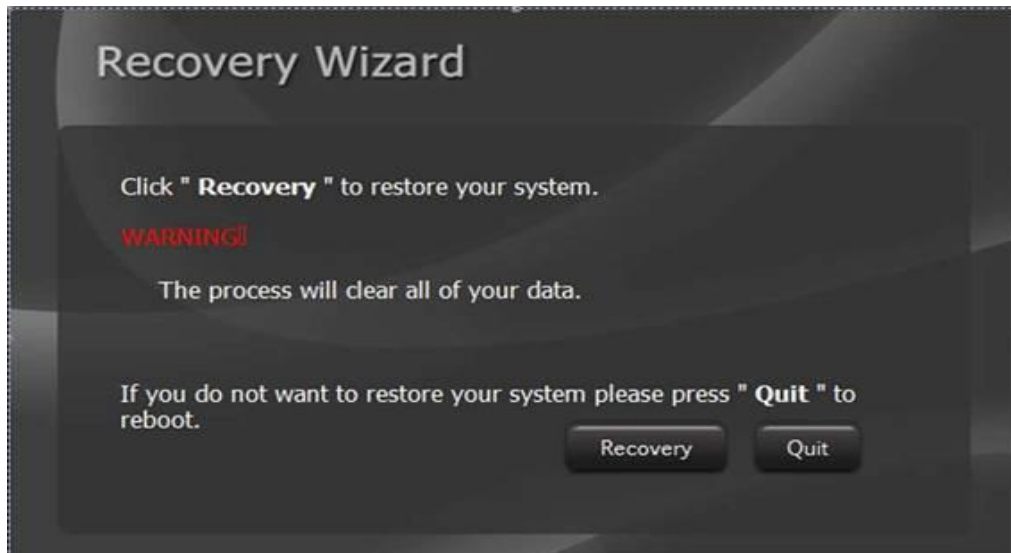 Recovery Wizard
Click " Recovery " to restore your system.
WARNING
The process will clear all of your data.
If you do not want to restore your system please press " Quit " to
reboot.
Recovery Quit